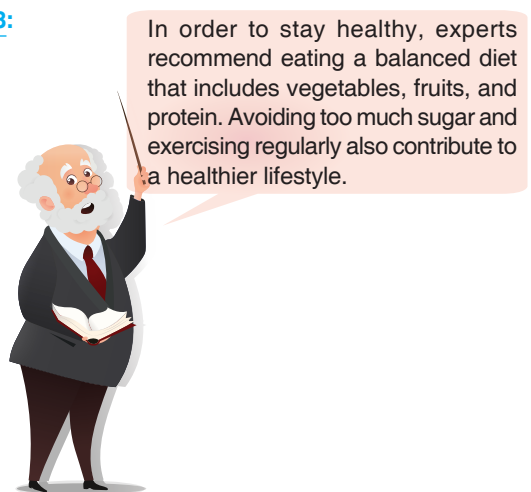 3:
In order to stay healthy, experts
recommend eating a balanced diet
that includes vegetables, fruits, and
protein. Avoiding too much sugar and
exercising regularly also contribute to
a healthier lifestyle.